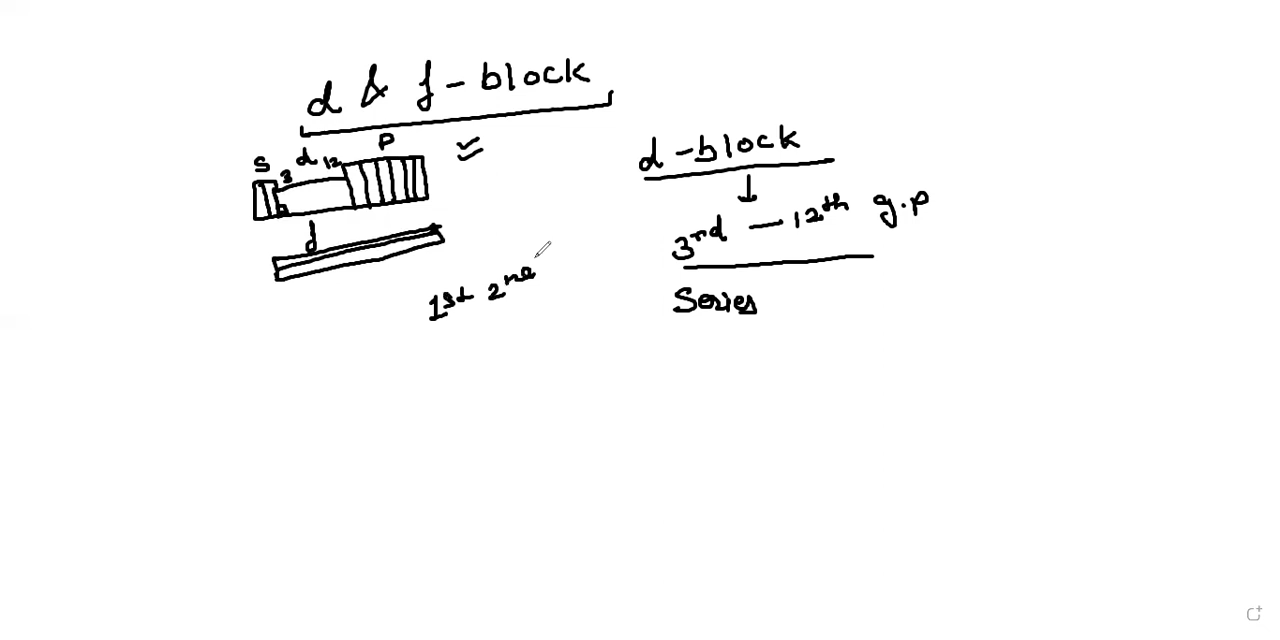 d & f - block
S 3 d 12 P
f
1st 2nd
d - block
3rd — 12th g.p
Series